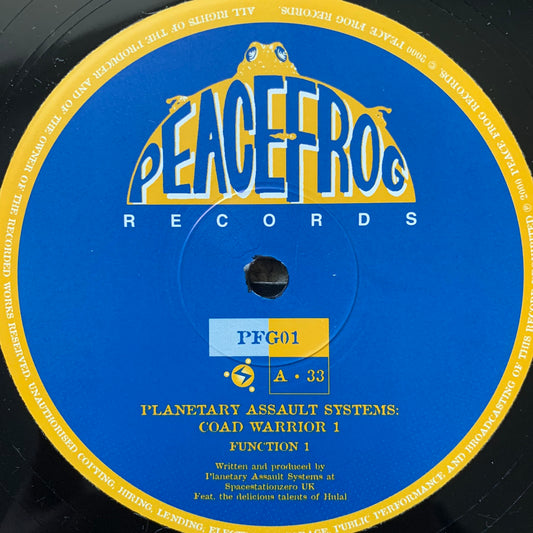 PEACEFROG
RECORDS
PFG01
A · 33
PLANETARY ASSAULT SYSTEMS:
COAD WARRIOR 1
FUNCTION 1
Written and produced by
Planetary Assault Systems at
Spacestationzero UK
Feat. the delicious talents of Hulal
© 2000 PEACE FROG RECORDS.
ALL RIGHTS OF THE PRODUCER AND OF THE OWNER OF THE RECORDED WORKS RESERVED. UNAUTHORISED COPYING, HIRING, LENDING, PUBLIC PERFORMANCE, AND BROADCASTING OF THIS RECORD